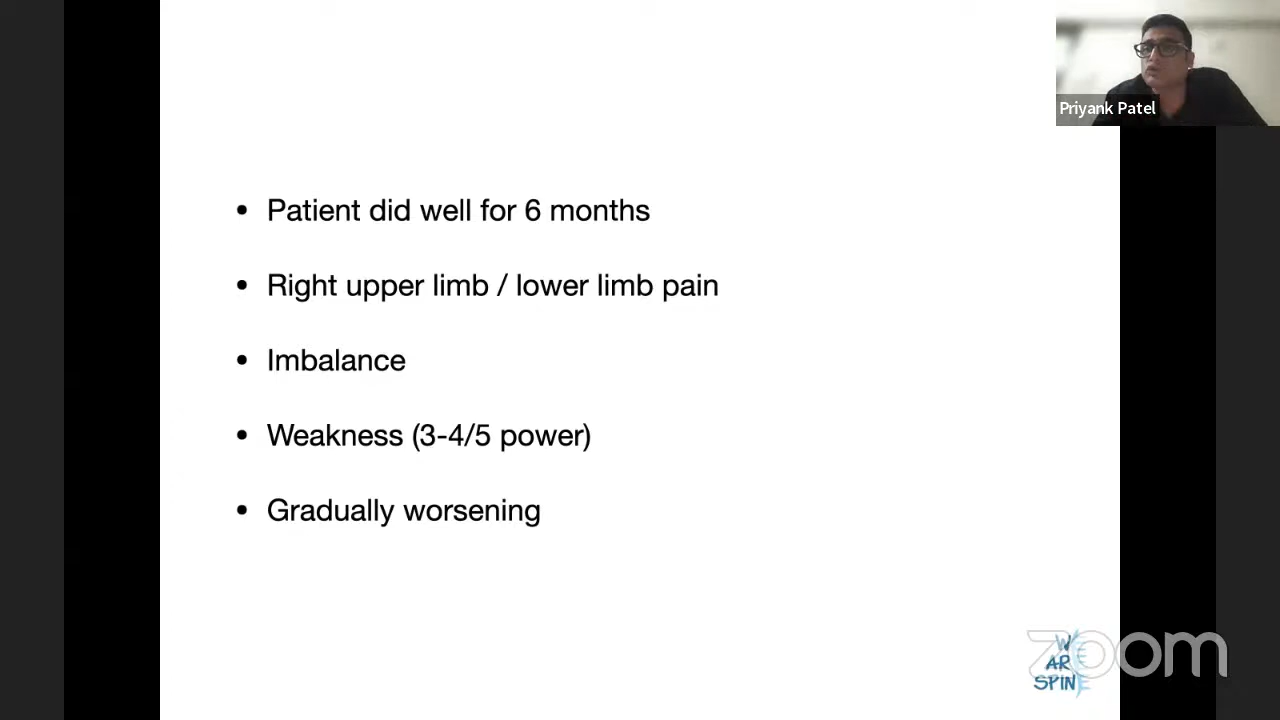 Priyank Patel
• Patient did well for 6 months
• Right upper limb / lower limb pain
• Imbalance
• Weakness (3-4/5 power)
• Gradually worsening
zoom
W
AR
SPINE